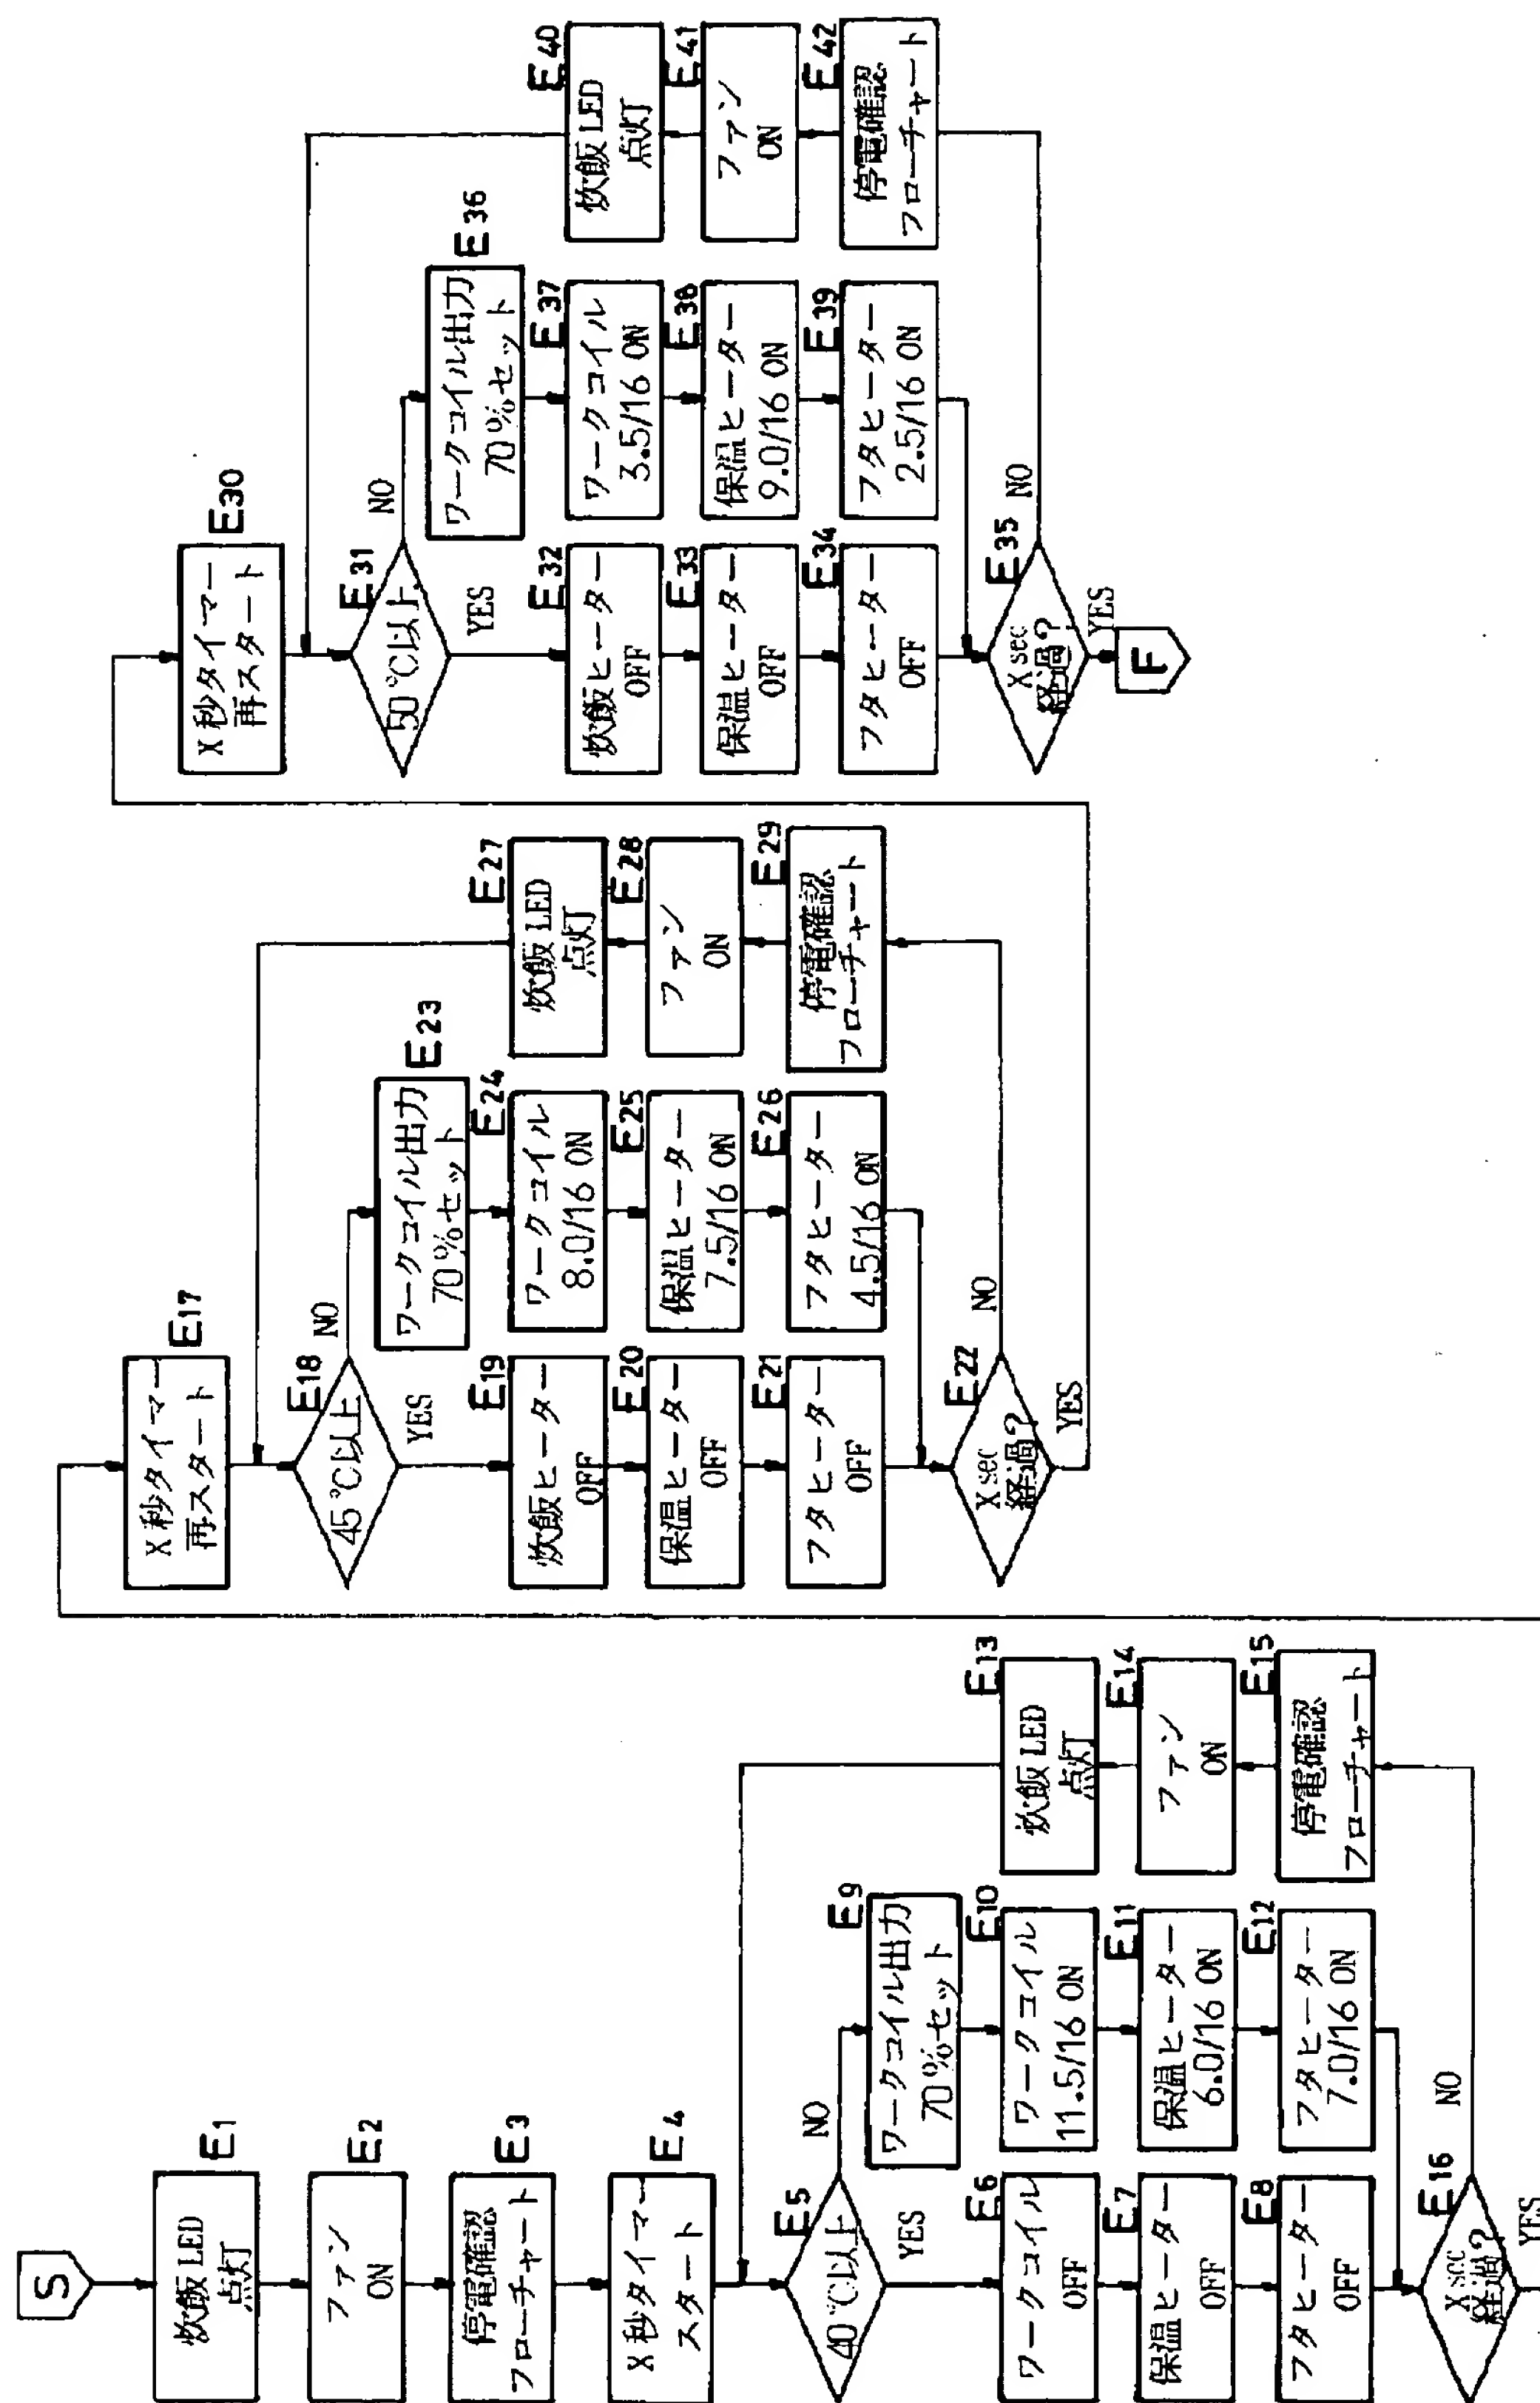 S
E1
炊飯LED
点灯
E2
ファン
ON
E3
停電確認
フローチャート
E4
X秒タイマー
スタート
E5
40℃以上
NO
YES
E6
ワークコイル
OFF
E7
保温ヒーター
OFF
E8
フタヒーター
OFF
E9
ワークコイル出力
70%セット
E10
ワークコイル
11.5/16 ON
E11
保温ヒーター
6.0/16 ON
E12
フタヒーター
7.0/16 ON
E13
炊飯LED
点灯
E14
ファン
ON
E15
停電確認
フローチャート
E16
X sec
経過?
NO
YES
E17
X秒タイマー
再スタート
E18
45℃以上
NO
YES
E19
炊飯ヒーター
OFF
E20
保温ヒーター
OFF
E21
フタヒーター
OFF
E22
X sec
経過?
NO
YES
E23
ワークコイル出力
70%セット
E24
ワークコイル
8.0/16 ON
E25
保温ヒーター
7.5/16 ON
E26
フタヒーター
4.5/16 ON
E27
炊飯LED
点灯
E28
ファン
ON
E29
停電確認
フローチャート
E30
X秒タイマー
再スタート
E31
50℃以上
NO
YES
E32
炊飯ヒーター
OFF
E33
保温ヒーター
OFF
E34
フタヒーター
OFF
E35
X sec
経過?
NO
YES
E36
ワークコイル出力
70%セット
E37
ワークコイル
3.5/16 ON
E38
保温ヒーター
9.0/16 ON
E39
フタヒーター
2.5/16 ON
E40
炊飯LED
点灯
E41
ファン
ON
E42
停電確認
フローチャート
F